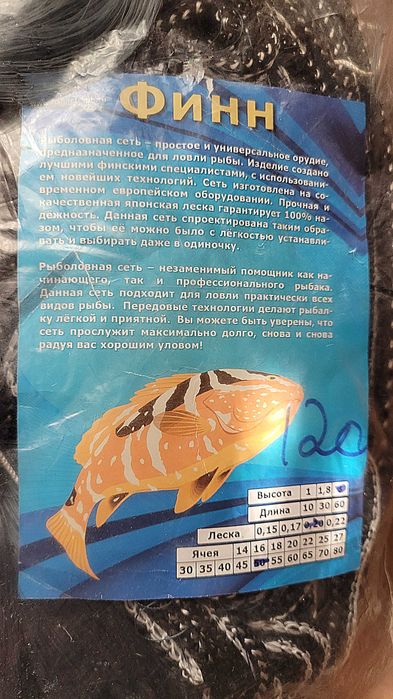 Финн
Рыболовная сеть – простое и универсальное орудие,
предназначенное для ловли рыбы. Изделие создано
лучшими финскими специалистами, с использовани-
ем новейших технологий. Сеть изготовлена на со-
временном европейском оборудовании. Прочная и
качественная японская леска гарантирует 100% на-
дежность. Данная сеть спроектирована таким обра-
зом, чтобы её можно было с лёгкостью устанавли-
вать и выбирать даже в одиночку.
Рыболовная сеть – незаменимый помощник как на-
чинающего, так и профессионального рыбака.
Данная сеть подходит для ловли практически всех
видов рыбы. Передовые технологии делают рыбал-
ку лёгкой и приятной. Вы можете быть уверены, что
сеть прослужит максимально долго, снова и снова
радуя вас хорошим уловом!
120
Высота 1 1,8
Длина 10 30 60
Леска 0,15 0,17 0,20 0,22
Ячея 14 16 18 20 22 25 27
30 35 40 45 50 55 60 65 70 80